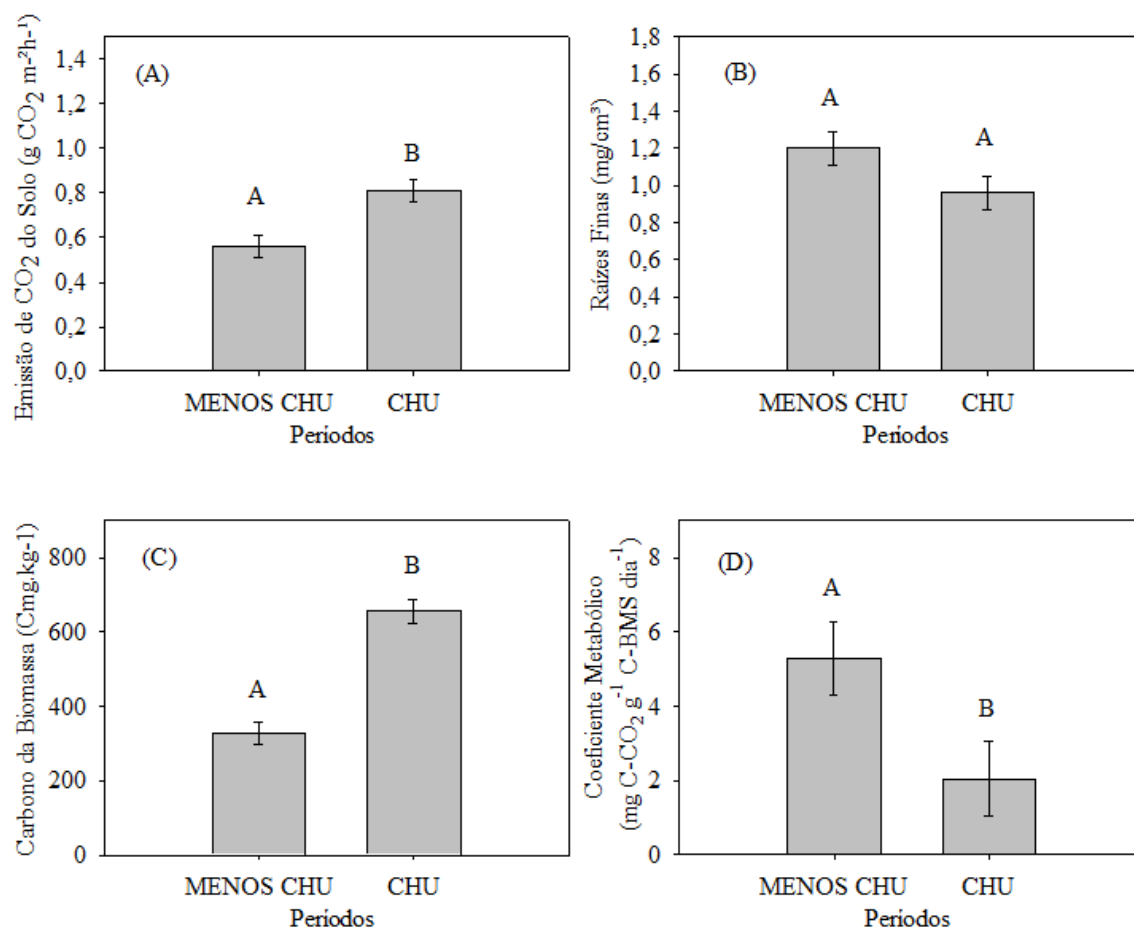 Emissão de CO₂ do Solo (g CO₂ m-²h-¹)
1,4
1,2
1,0
0,8
0,6
0,4
0,2
0,0
(A)
A
B
MENOS CHU
CHU
Períodos
Raízes Finas (mg/cm³)
1,8
1,6
1,4
1,2
1,0
0,8
0,6
0,4
0,2
0,0
(B)
A
A
MENOS CHU
CHU
Períodos
Carbono da Biomassa (Cmg.kg-1)
800
600
400
200
0
(C)
A
B
MENOS CHU
CHU
Períodos
Coeficiente Metabólico
(mg C-CO₂ g⁻¹ C-BMS dia⁻¹)
8
6
4
2
0
(D)
A
B
MENOS CHU
CHU
Períodos